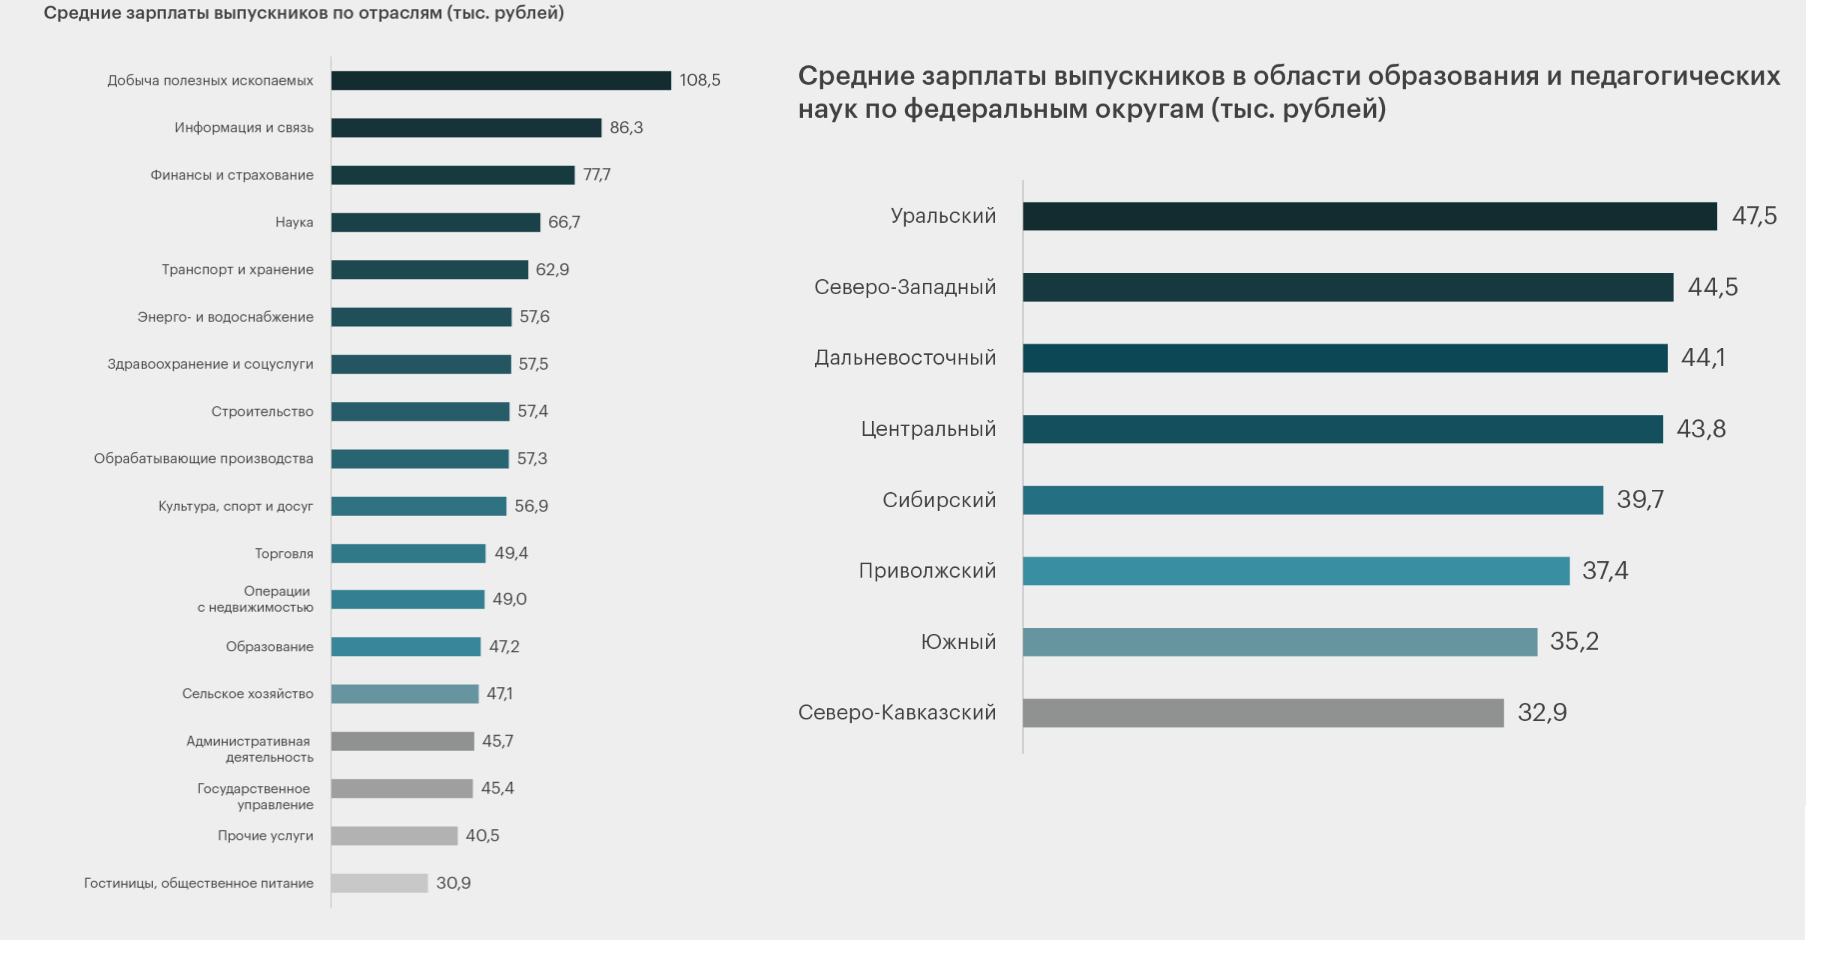 Средние зарплаты выпускников по отраслям (тыс. рублей)
Добыча полезных ископаемых 108,5
Информация и связь 86,3
Финансы и страхование 77,7
Наука 66,7
Транспорт и хранение 62,9
Энерго- и водоснабжение 57,6
Здравоохранение и соцуслуги 57,5
Строительство 57,4
Обрабатывающие производства 57,3
Культура, спорт и досуг 56,9
Торговля 49,4
Операции
с недвижимостью 49,0
Образование 47,2
Сельское хозяйство 47,1
Административная
деятельность 45,7
Государственное
управление 45,4
Прочие услуги 40,5
Гостиницы, общественное питание 30,9
Средние зарплаты выпускников в области образования и педагогических
наук по федеральным округам (тыс. рублей)
Уральский 47,5
Северо-Западный 44,5
Дальневосточный 44,1
Центральный 43,8
Сибирский 39,7
Приволжский 37,4
Южный 35,2
Северо-Кавказский 32,9